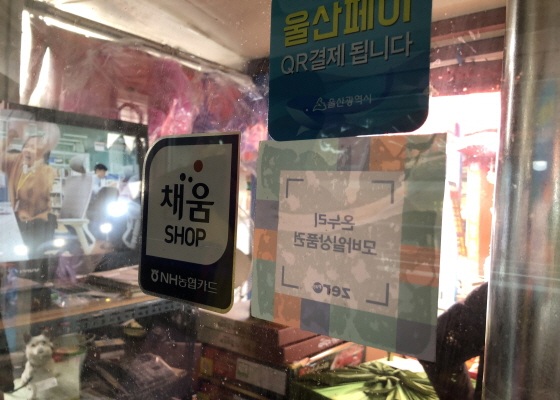 울산페이
QR결제 됩니다
울산광역시
채움
SHOP
NH농협카드
온누리
모바일상품권
zero